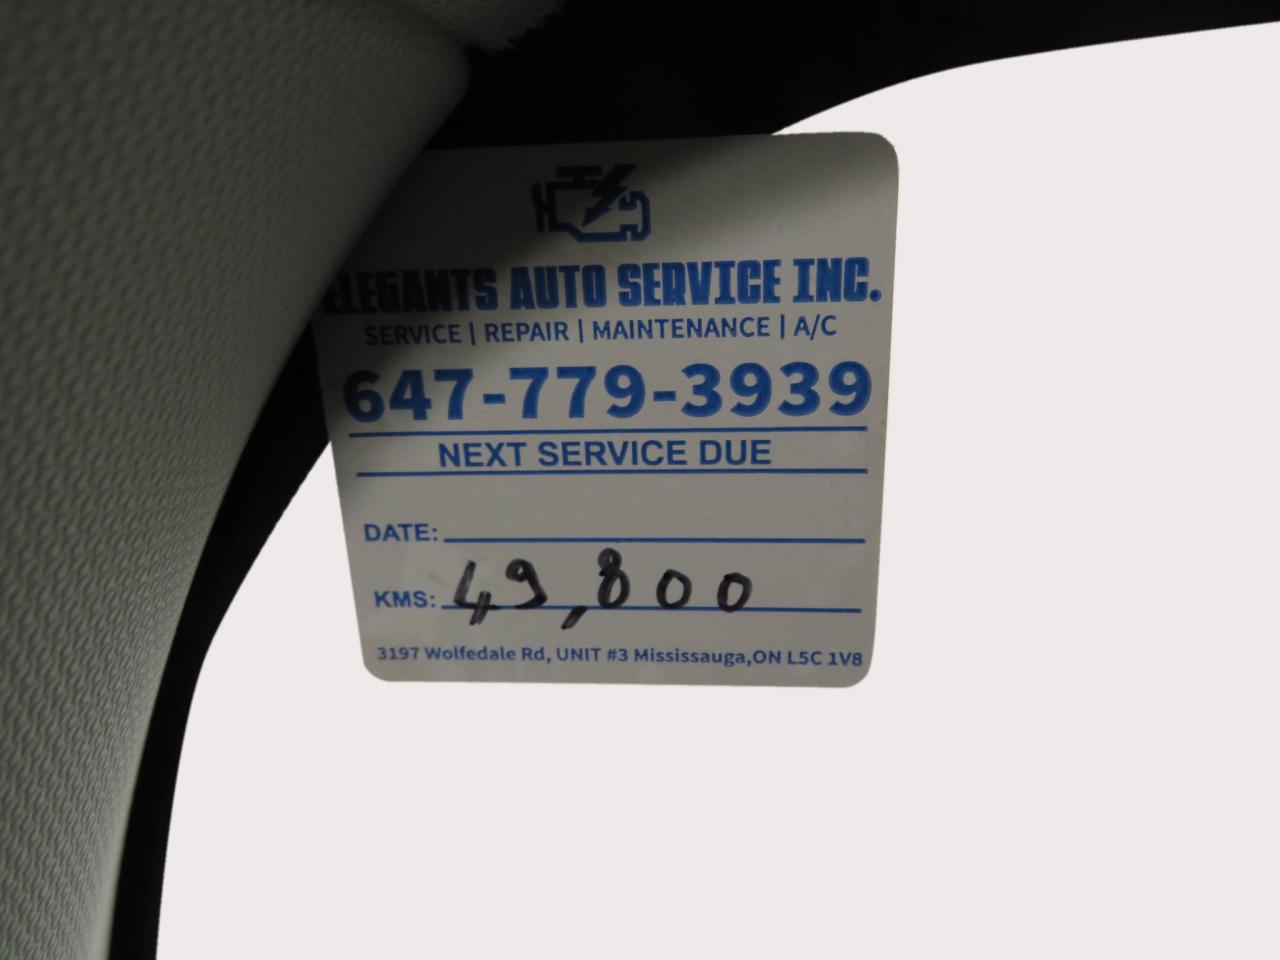 ELEGANTS AUTO SERVICE INC.
SERVICE | REPAIR | MAINTENANCE | A/C
647-779-3939
NEXT SERVICE DUE
DATE:
KMS: 49,800
3197 Wolfedale Rd, UNIT #3 Mississauga,ON L5C 1V8